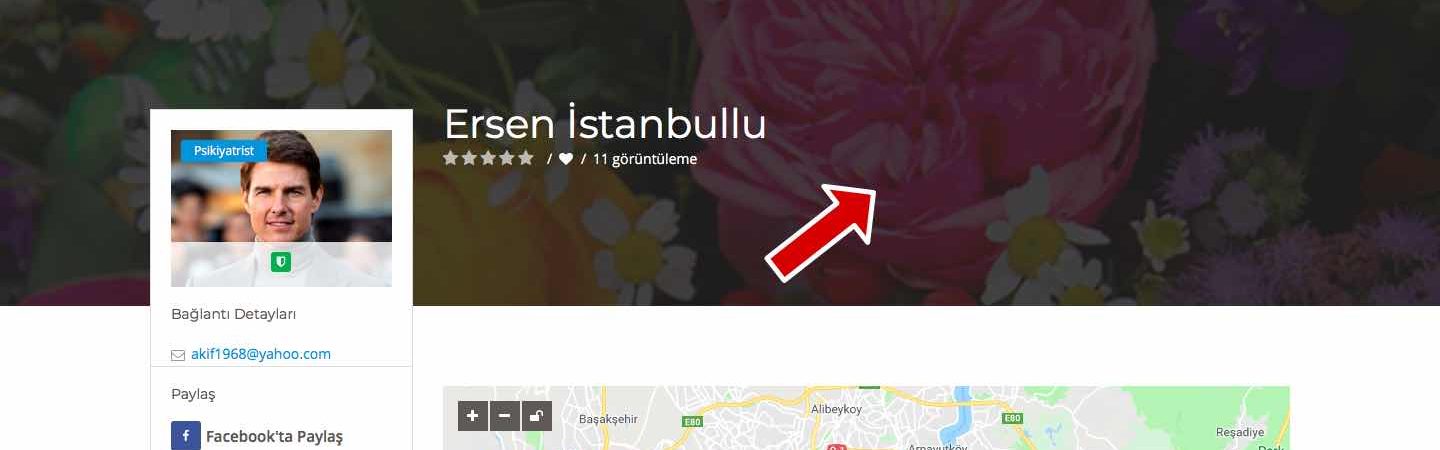 Ersen İstanbullu
/ / 11 görüntüleme
Psikiyatrist
Bağlantı Detayları
akif1968@yahoo.com
Paylaş
Facebook'ta Paylaş
Başakşehir
E80
Alibeykoy
E80
Reşadiye
Arnavutköy